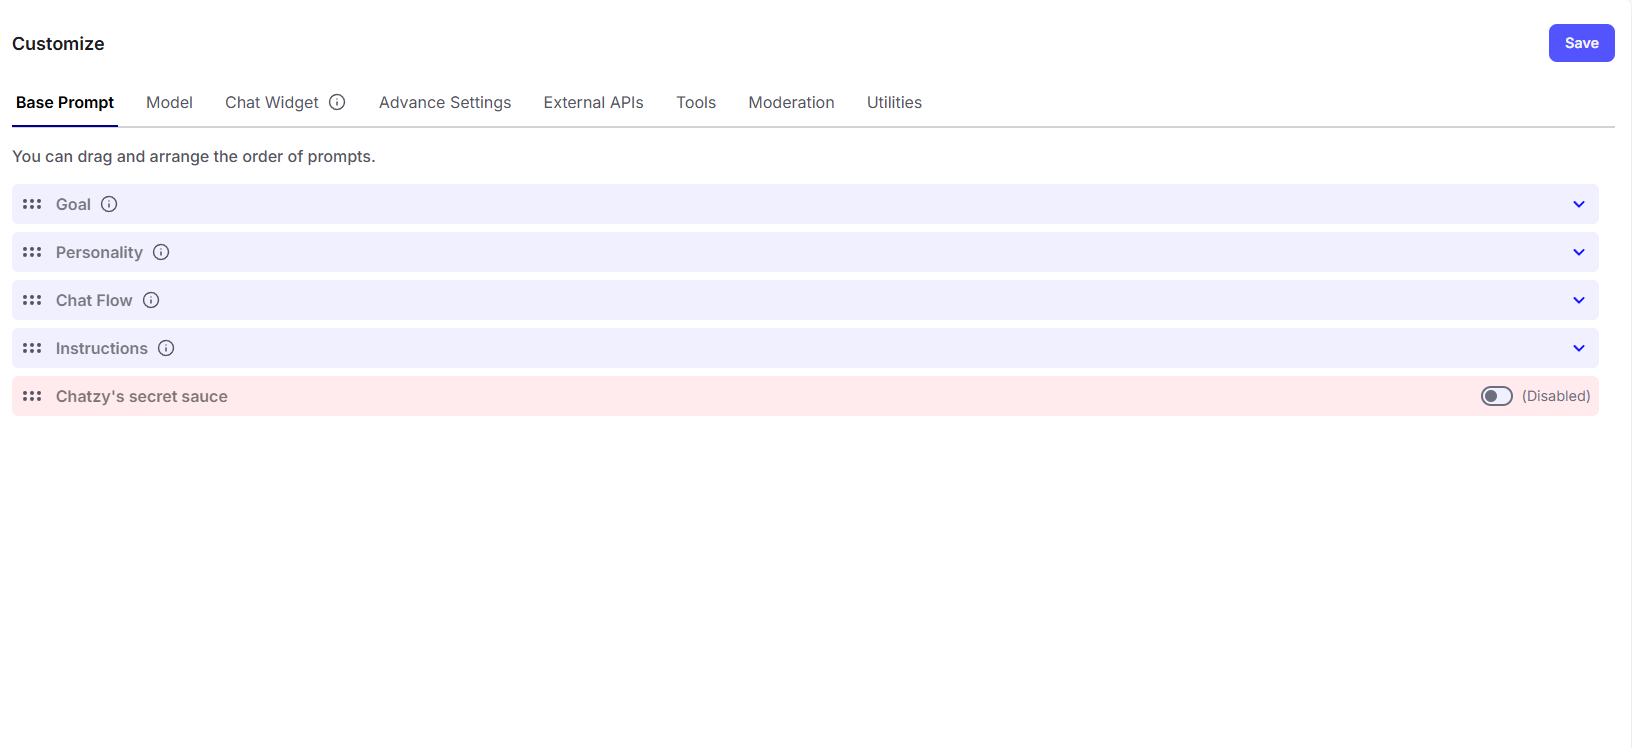 Customize
Save
Base Prompt Model Chat Widget Advance Settings External APIs Tools Moderation Utilities
You can drag and arrange the order of prompts.
Goal
Personality
Chat Flow
Instructions
Chatzy's secret sauce (Disabled)